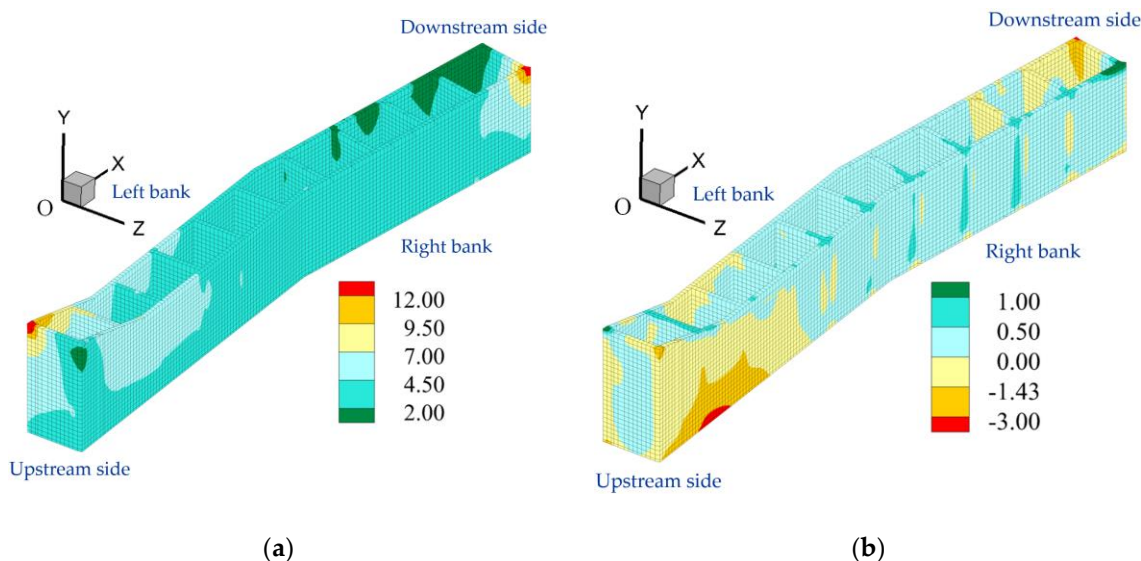 Downstream side
Y
X
Left bank
O
Z
Right bank
12.00
9.50
7.00
4.50
2.00
Upstream side
(a)
Downstream side
Y
X
Left bank
O
Z
Right bank
1.00
0.50
0.00
-1.43
-3.00
Upstream side
(b)